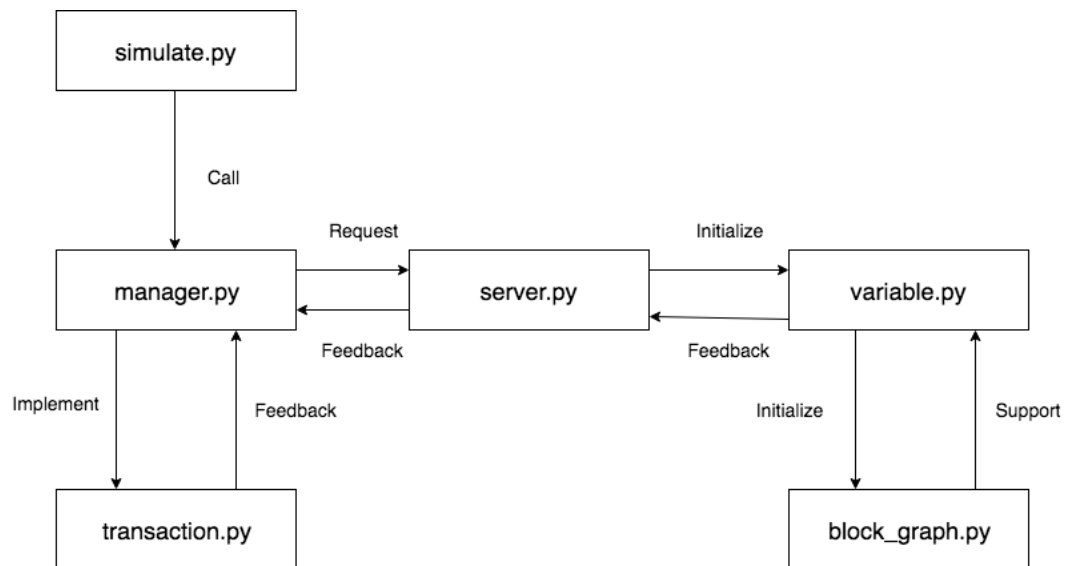 simulate.py
Call
Request
Initialize
manager.py
server.py
variable.py
Feedback
Feedback
Implement
Feedback
Initialize
Support
transaction.py
block_graph.py